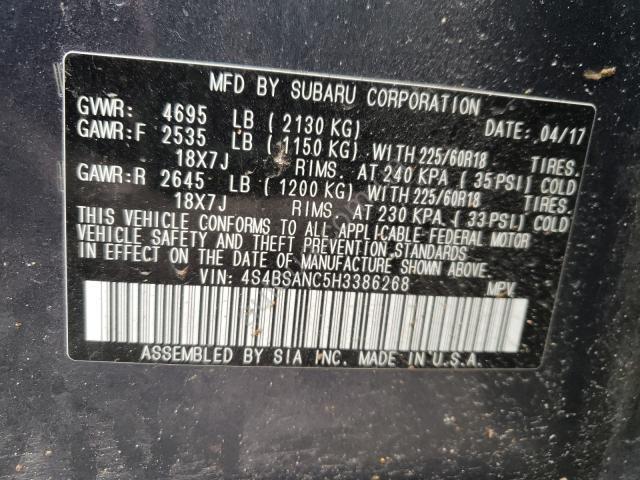 MFD BY SUBARU CORPORATION
GVWR: 4695 LB ( 2130 KG) DATE: 04/17
GAWR:F 2535 LB ( 1150 KG) WITH 225/60R18 TIRES.
18X7J RIMS. AT 240 KPA ( 35 PSI) COLD
GAWR:R 2645 LB ( 1200 KG) WITH 225/60R18 TIRES.
18X7J RIMS. AT 230 KPA ( 33 PSI) COLD
THIS VEHICLE CONFORMS TO ALL APPLICABLE FEDERAL MOTOR
VEHICLE SAFETY AND THEFT PREVENTION STANDARDS
IN EFFECT ON THE DATE OF MANUFACTURE SHOWN ABOVE.
VIN: 4S4BSANC5H3386268 MPV
ASSEMBLED BY SIA INC. MADE IN U.S.A.